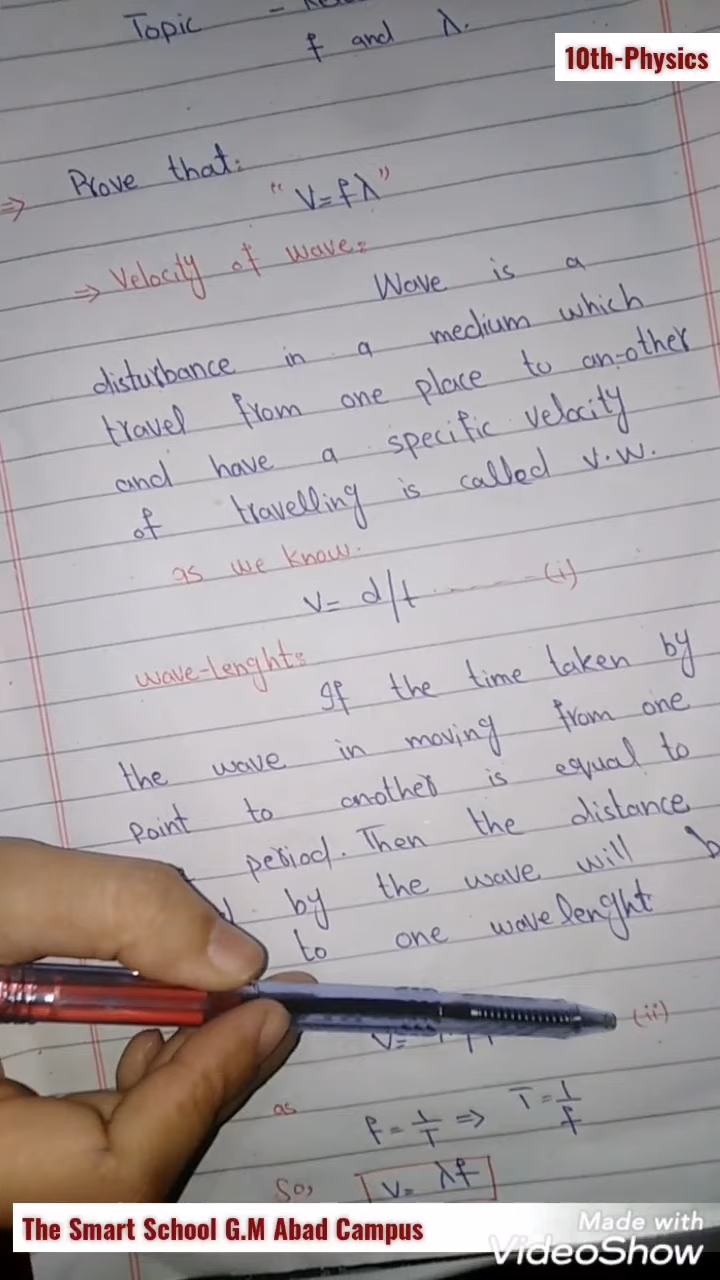 Topic -
f and λ.
10th-Physics
⇒ Prove that:
"V=fλ"
⇒ Velocity of wave:
Wave is a
disturbance in a medium which
travel from one place to an-other
and have a specific velocity
of travelling is called V.W.
as we know.
V= d/t ------(i)
wave-lenght:
If the time taken by
the wave in moving from one
point to another is equal to
period. Then the distance
by the wave will b
to one wavelenght
(ii)
V=
as
f = 1/T ⇒ T = 1/f
So, V= λf
The Smart School G.M Abad Campus
Made with
VideoShow